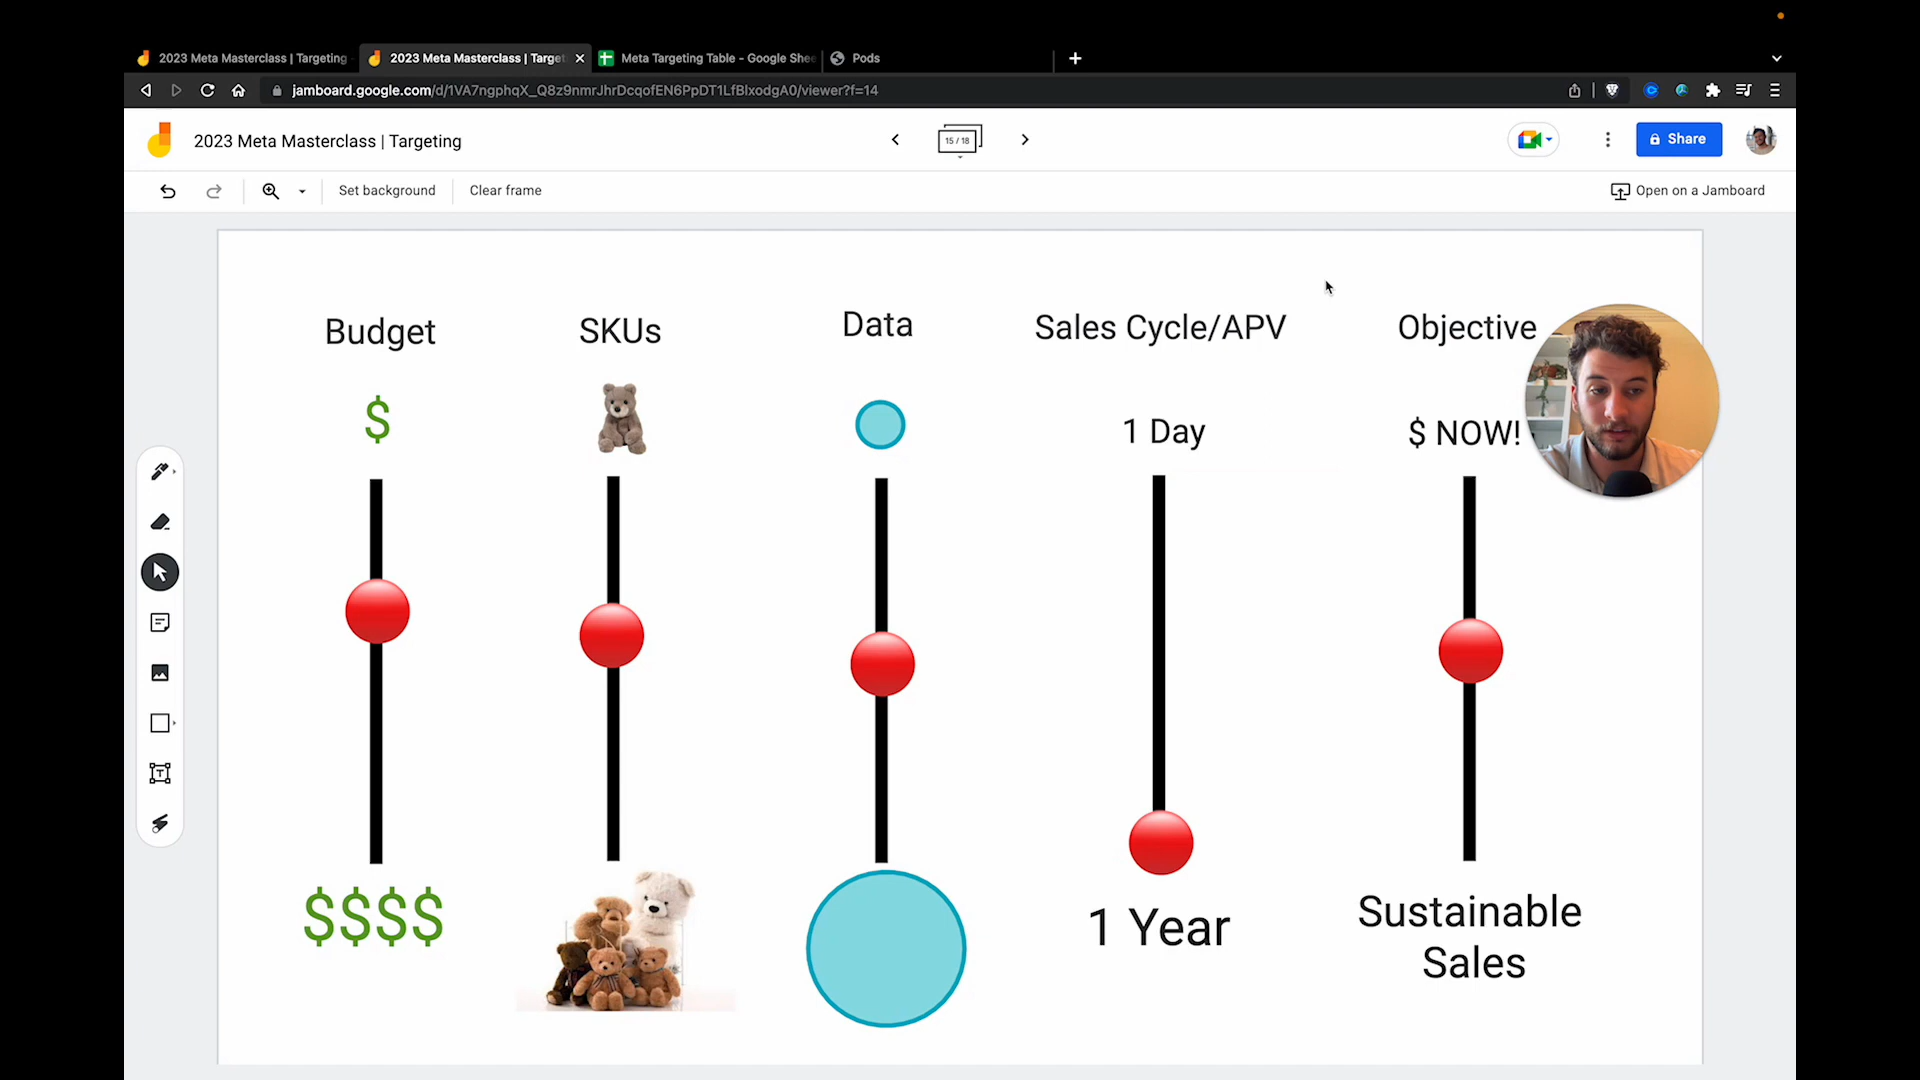 2023 Meta Masterclass | Targeting
2023 Meta Masterclass | Target
Meta Targeting Table - Google Shee
Pods
jamboard.google.com/d/1VA7ngphqX_Q8z9nmrJhrDcqofEN6PpDT1LfBlxodgA0/viewer?f=14
2023 Meta Masterclass | Targeting
15 / 18
Share
Set background
Clear frame
Open on a Jamboard
Budget
SKUs
Data
Sales Cycle/APV
Objective
$
1 Day
$ NOW!
$$$$
1 Year
Sustainable
Sales